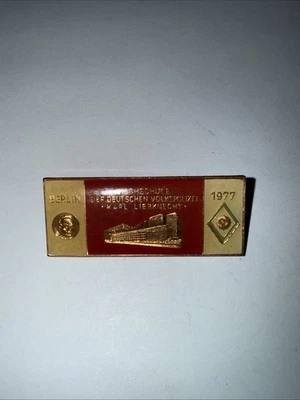 BERLIN
HOCHSCHULE
DER DEUTSCHEN VOLKSPOLIZEI
"KARL LIEBKNECHT"
1977